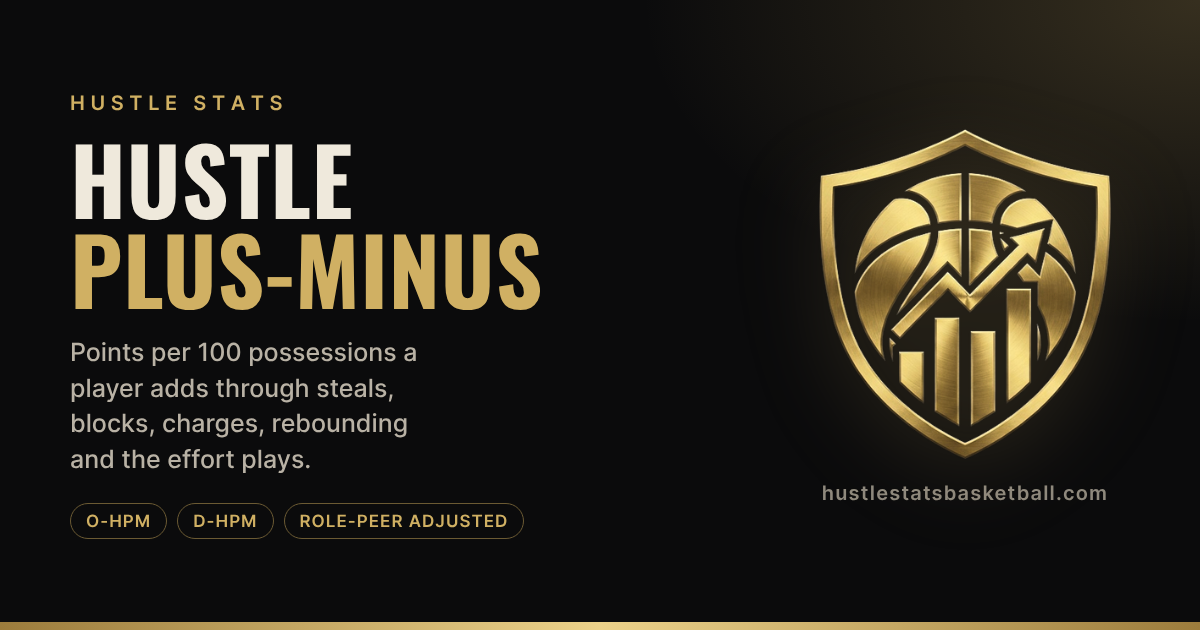 HUSTLE STATS
HUSTLE
PLUS-MINUS
Points per 100 possessions a
player adds through steals,
blocks, charges, rebounding
and the effort plays.
O-HPM D-HPM ROLE-PEER ADJUSTED
hustlestatsbasketball.com